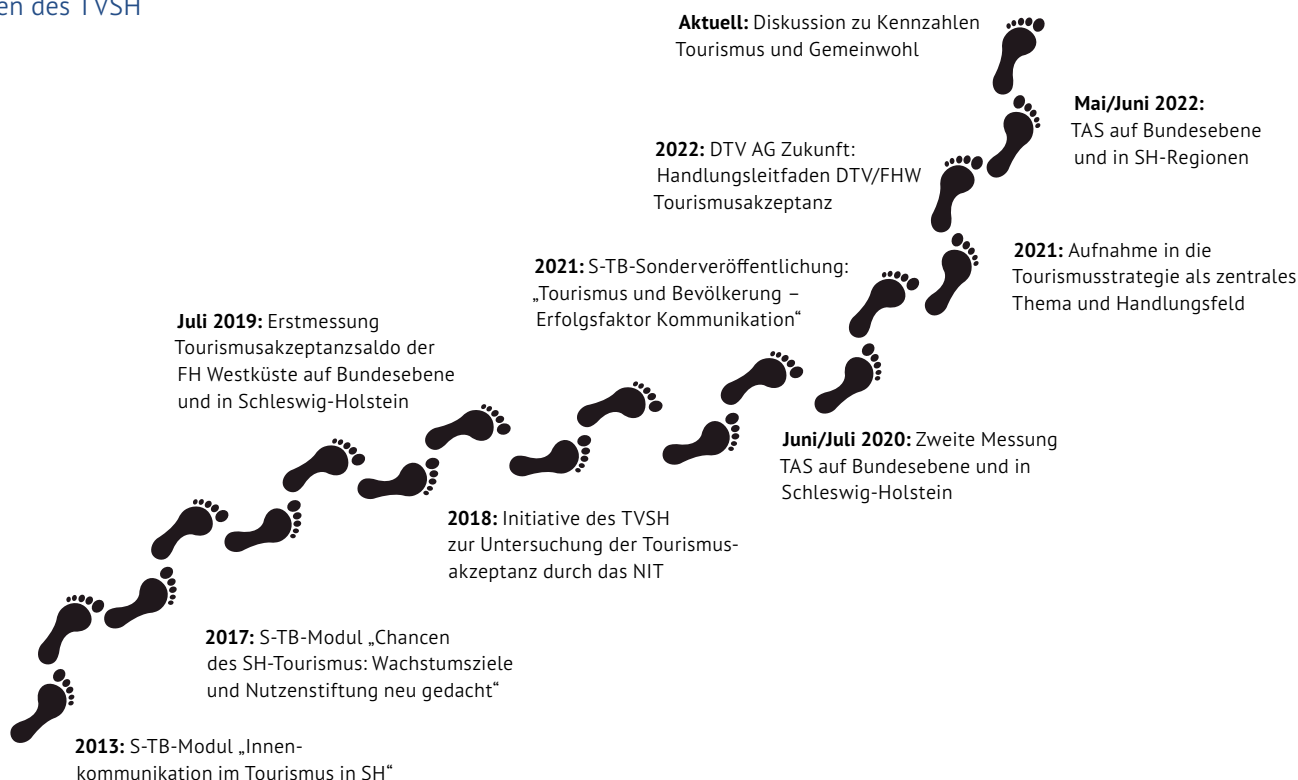 en des TVSH
Aktuell: Diskussion zu Kennzahlen
Tourismus und Gemeinwohl
Mai/Juni 2022:
TAS auf Bundesebene
und in SH-Regionen
2022: DTV AG Zukunft:
Handlungsleitfaden DTV/FHW
Tourismusakzeptanz
2021: Aufnahme in die
Tourismusstrategie als zentrales
Thema und Handlungsfeld
2021: S-TB-Sonderveröffentlichung:
„Tourismus und Bevölkerung –
Erfolgsfaktor Kommunikation“
Juli 2019: Erstmessung
Tourismusakzeptanzsaldo der
FH Westküste auf Bundesebene
und in Schleswig-Holstein
Juni/Juli 2020: Zweite Messung
TAS auf Bundesebene und in
Schleswig-Holstein
2018: Initiative des TVSH
zur Untersuchung der Tourismus-
akzeptanz durch das NIT
2017: S-TB-Modul „Chancen
des SH-Tourismus: Wachstumsziele
und Nutzenstiftung neu gedacht“
2013: S-TB-Modul „Innen-
kommunikation im Tourismus in SH“